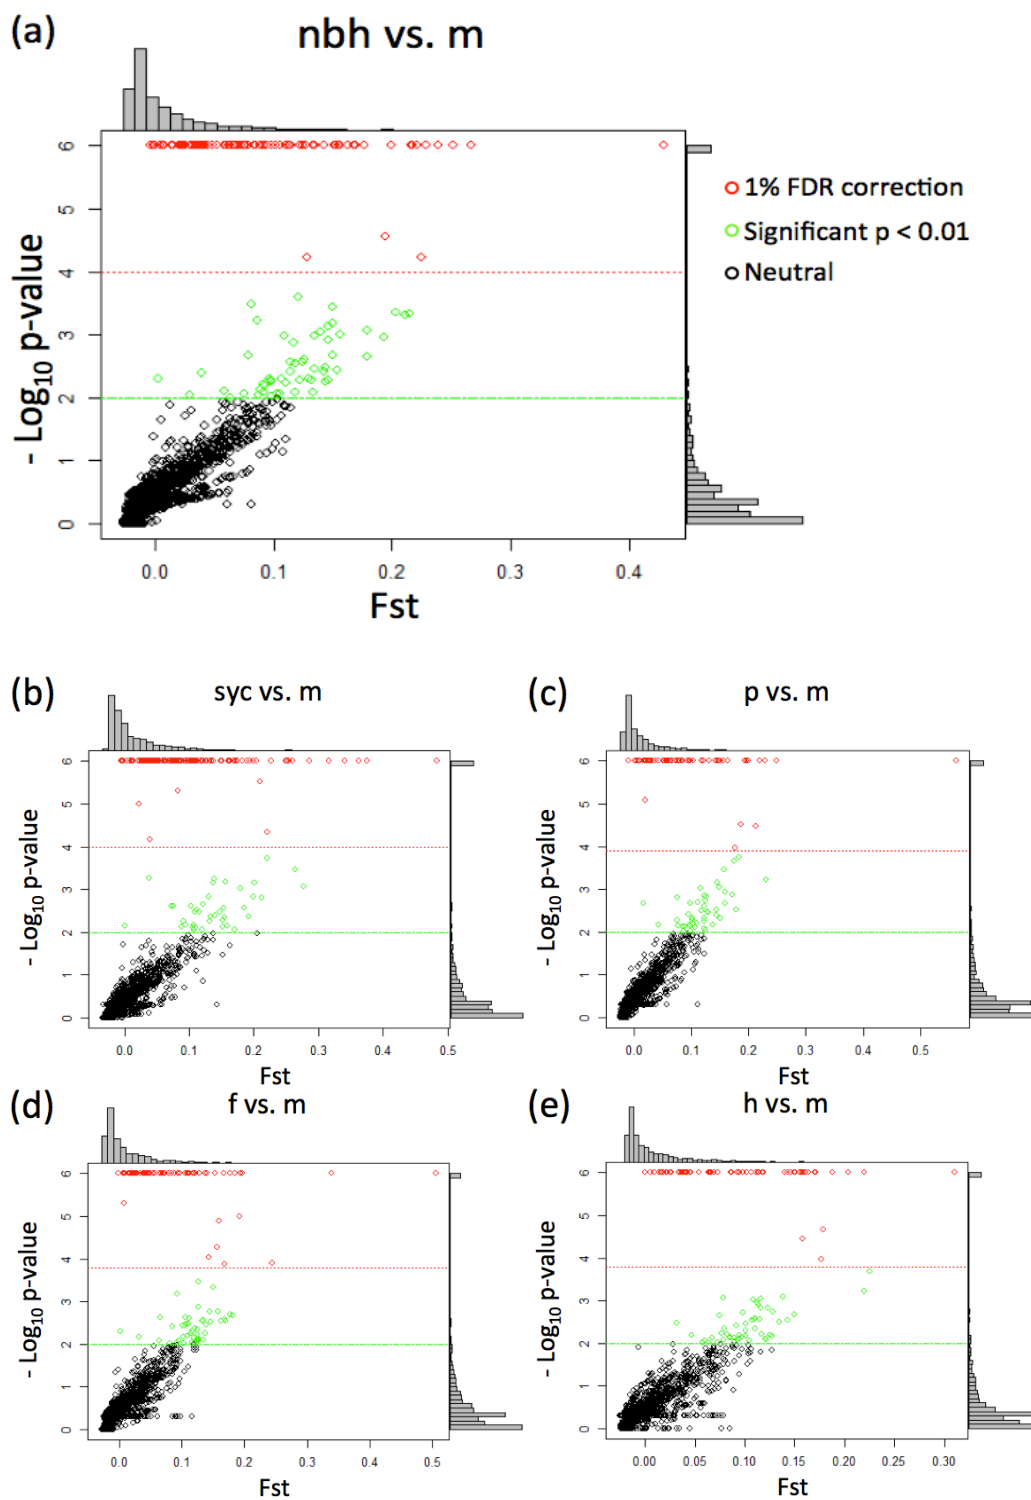 (a) nbh vs. m
- Log10 p-value
6
5
4
3
2
1
0
0.0 0.1 0.2 0.3 0.4
Fst
1% FDR correction
Significant p < 0.01
Neutral
(b) syc vs. m
- Log10 p-value
6
5
4
3
2
1
0
0.0 0.1 0.2 0.3 0.4 0.5
Fst
(c) p vs. m
- Log10 p-value
6
5
4
3
2
1
0
0.0 0.1 0.2 0.3 0.4 0.5
Fst
(d) f vs. m
- Log10 p-value
6
5
4
3
2
1
0
0.0 0.1 0.2 0.3 0.4 0.5
Fst
(e) h vs. m
- Log10 p-value
6
5
4
3
2
1
0
0.00 0.05 0.10 0.15 0.20 0.25 0.30
Fst